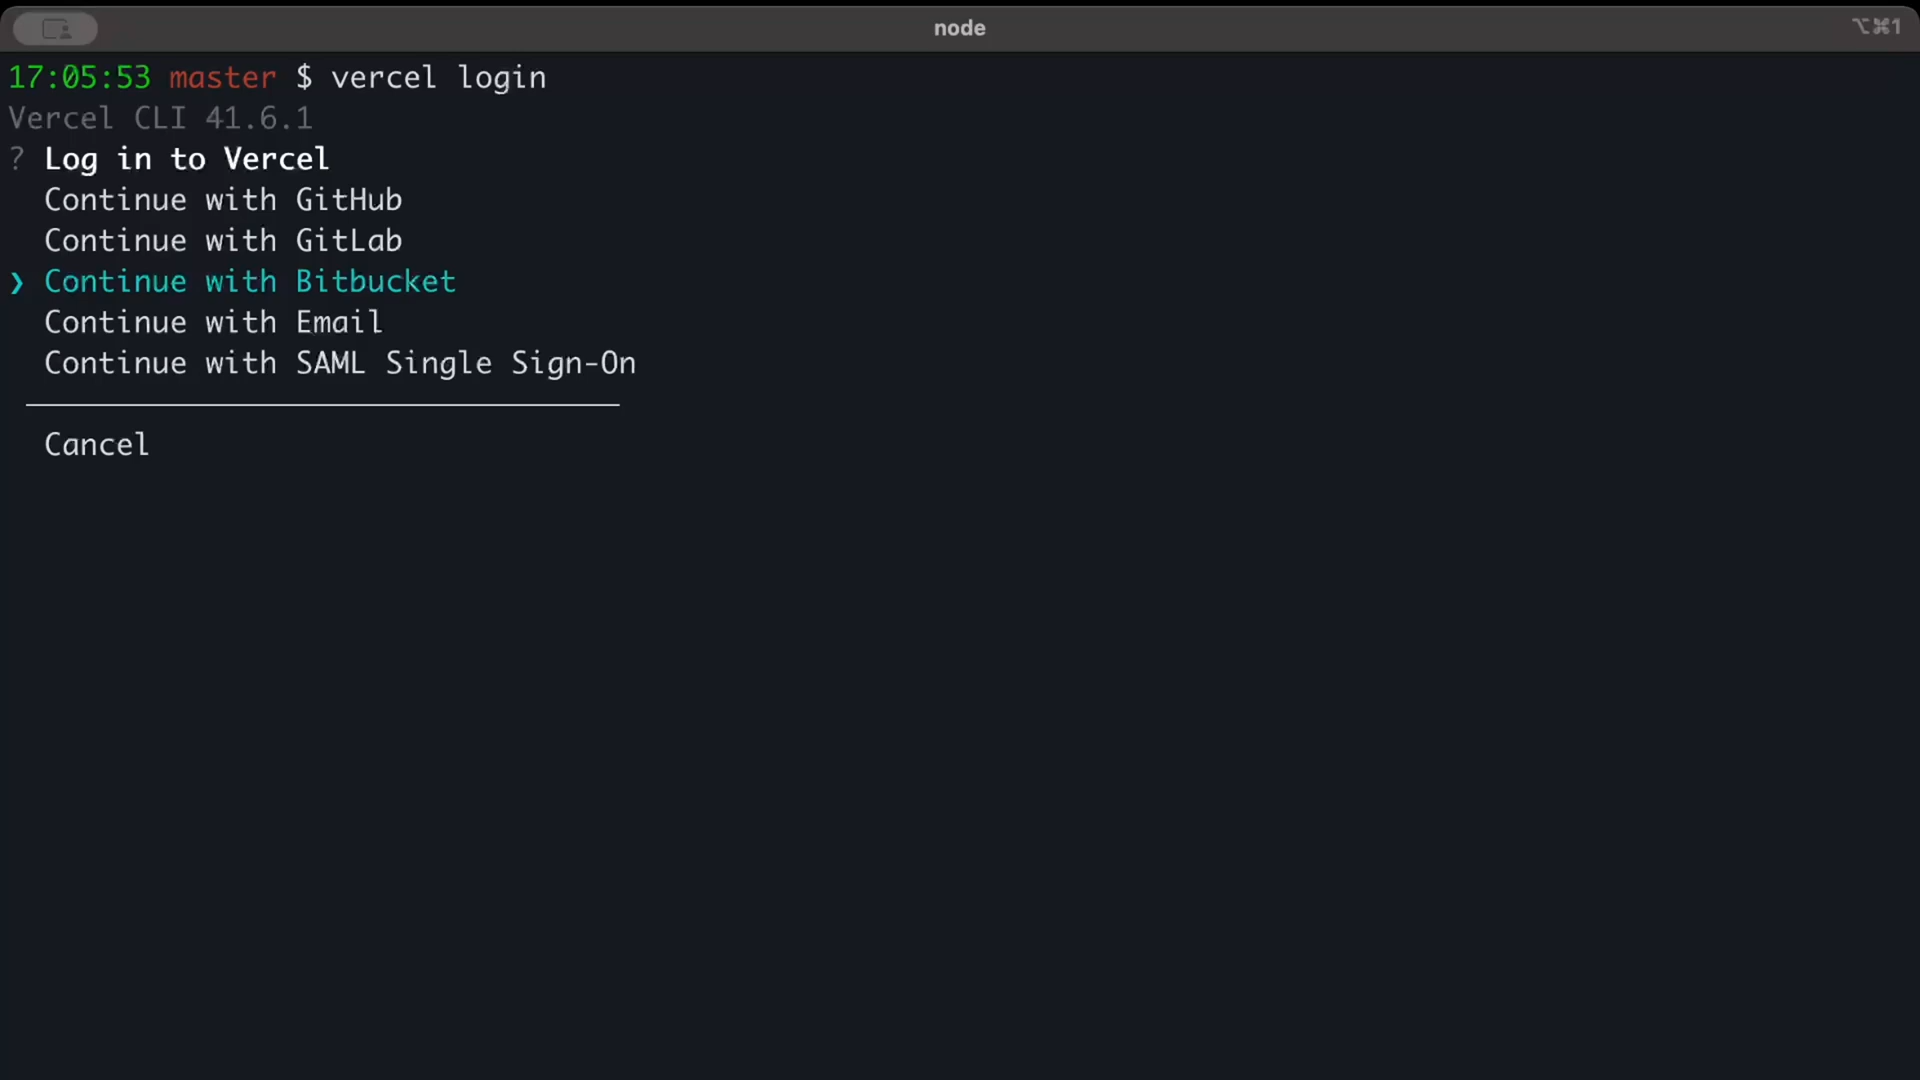 node
⌥⌘1
17:05:53 master $ vercel login
Vercel CLI 41.6.1
? Log in to Vercel
Continue with GitHub
Continue with GitLab
❯ Continue with Bitbucket
Continue with Email
Continue with SAML Single Sign-On
Cancel